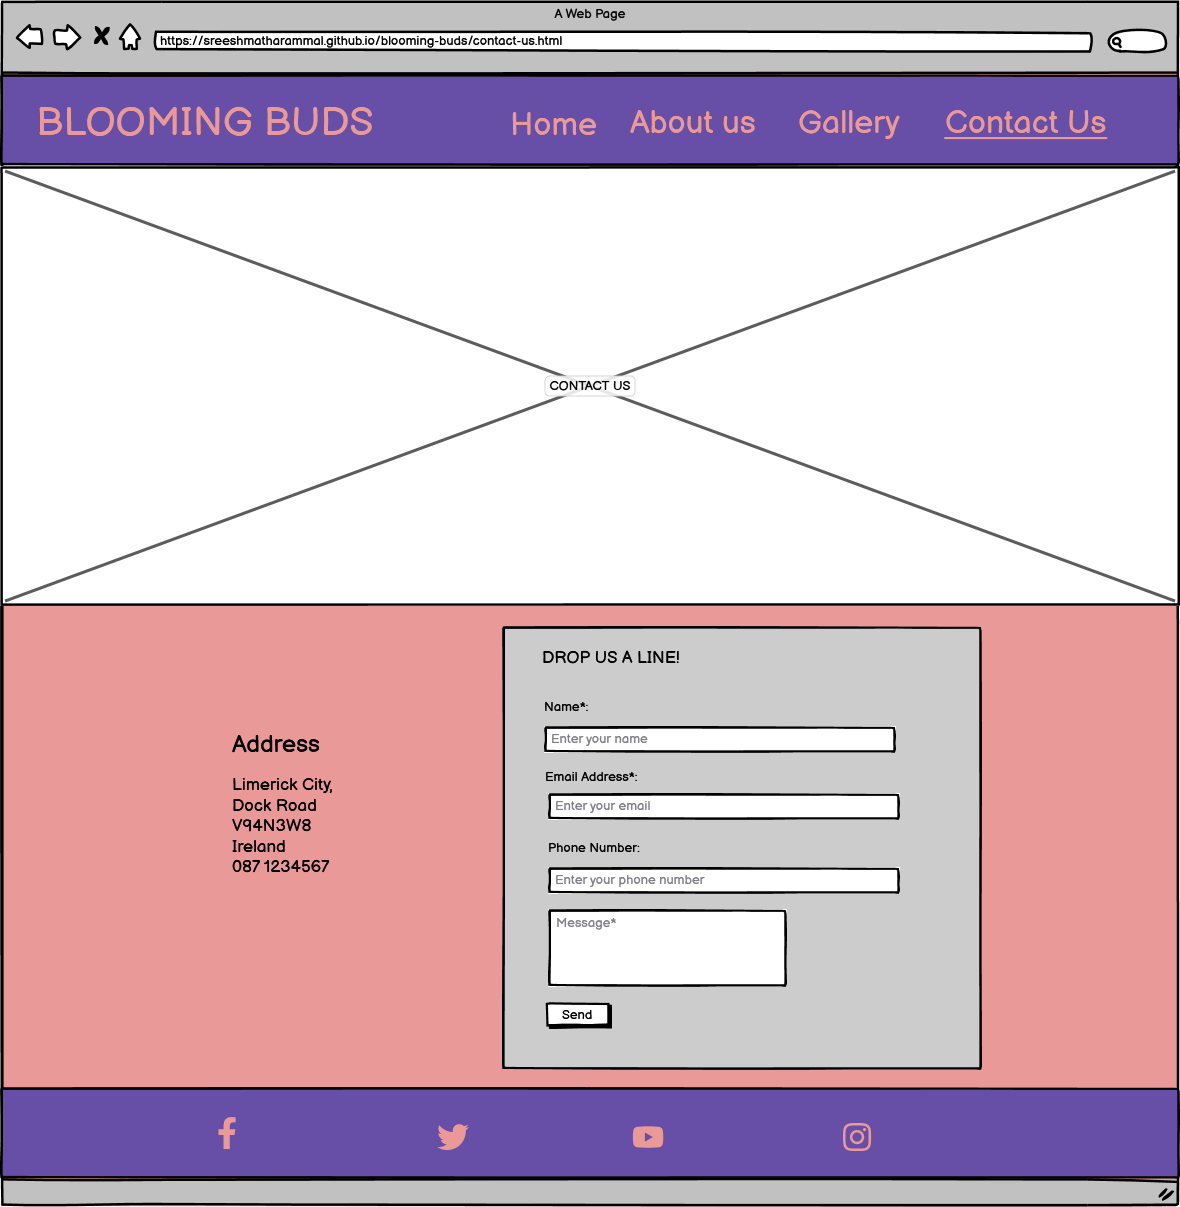 A Web Page
https://sreeshmatharammal.github.io/blooming-buds/contact-us.html
BLOOMING BUDS Home About us Gallery Contact Us
CONTACT US
DROP US A LINE!
Name*:
Enter your name
Email Address*:
Enter your email
Phone Number:
Enter your phone number
Message*
Send
Address
Limerick City,
Dock Road
V94N3W8
Ireland
087 1234567